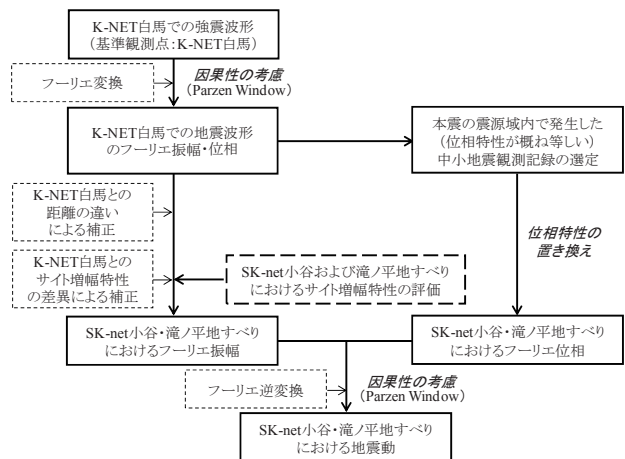 K-NET白馬での強震波形
(基準観測点:K-NET白馬)
フーリエ変換
因果性の考慮
(Parzen Window)
K-NET白馬での地震波形
のフーリエ振幅・位相
本震の震源域内で発生した
(位相特性が概ね等しい)
中小地震観測記録の選定
K-NET白馬との
距離の違い
による補正
位相特性の
置き換え
K-NET白馬との
サイト増幅特性
の差異による補正
SK-net小谷および滝ノ平地すべり
におけるサイト増幅特性の評価
SK-net小谷・滝ノ平地すべり
におけるフーリエ振幅
SK-net小谷・滝ノ平地すべり
におけるフーリエ位相
フーリエ逆変換
因果性の考慮
(Parzen Window)
SK-net小谷・滝ノ平地すべり
における地震動